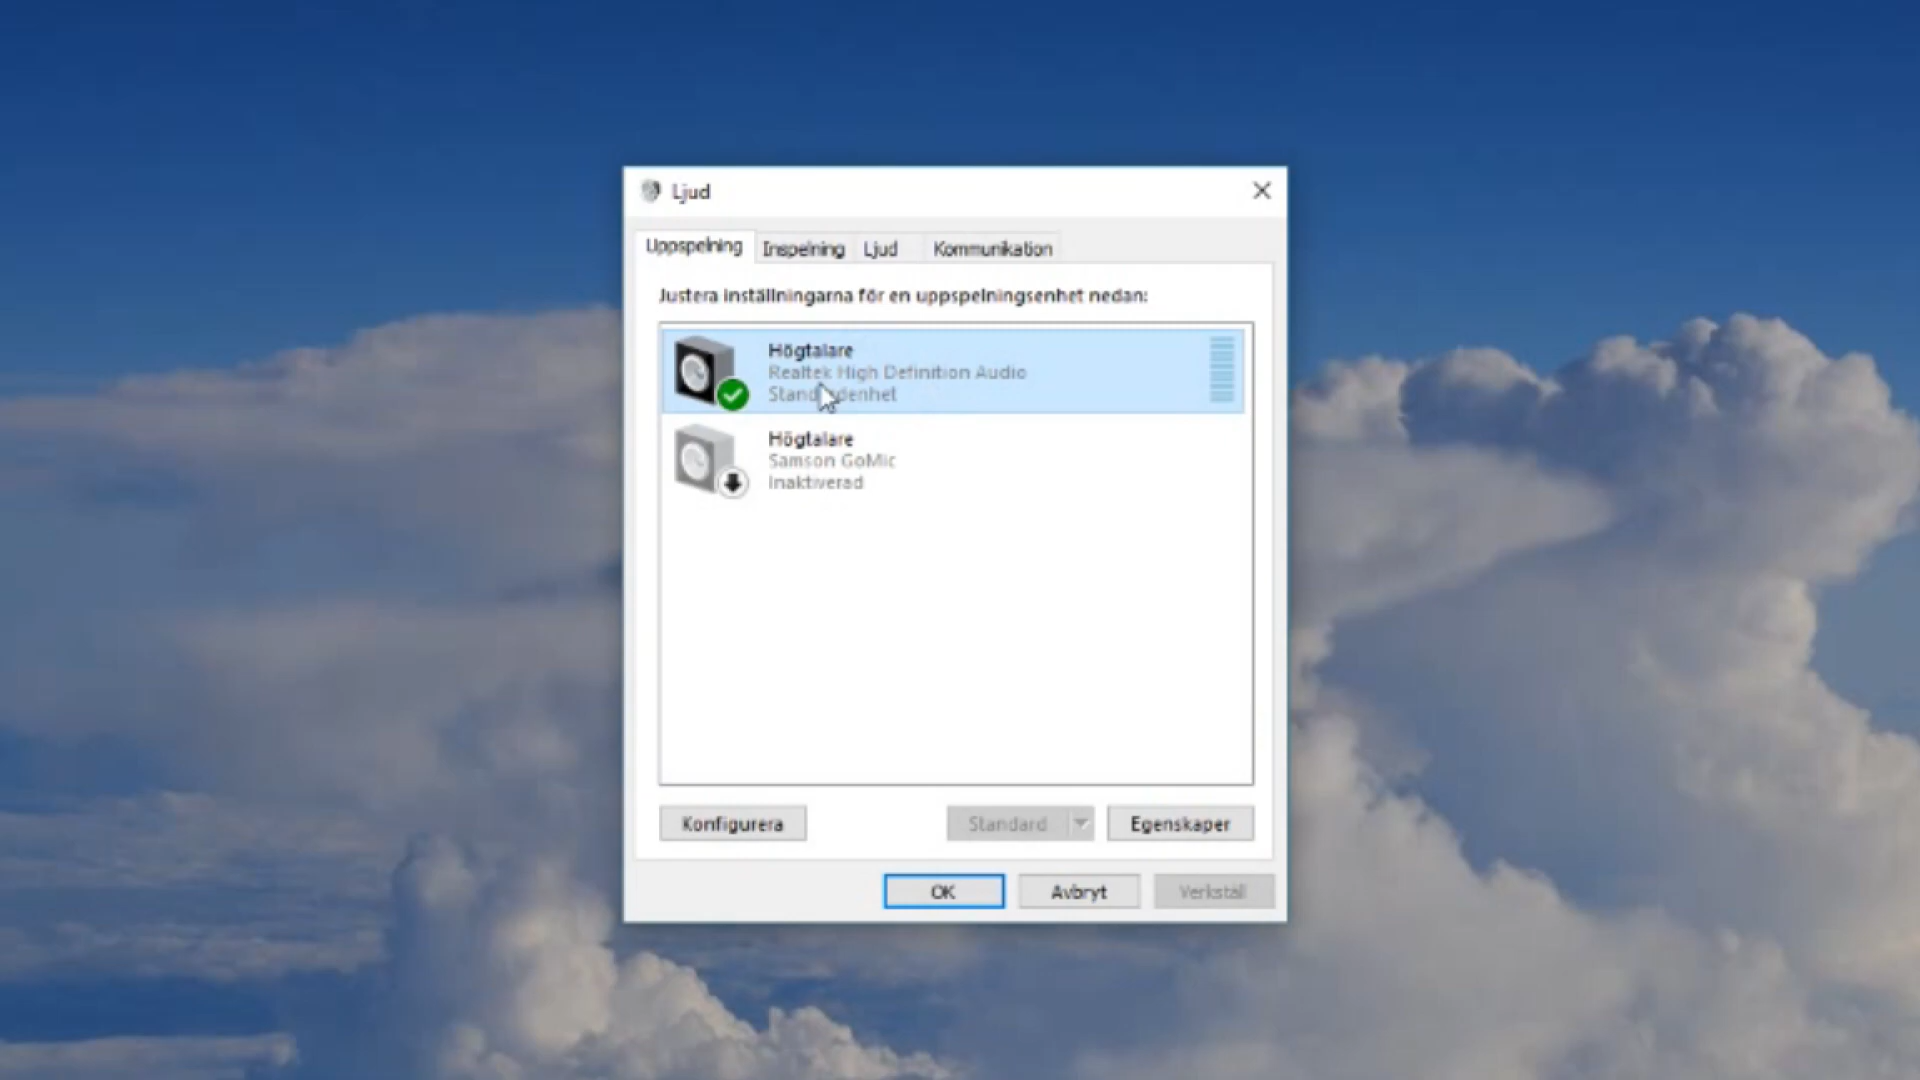 Ljud
Uppspelning Inspelning Ljud Kommunikation
Justera inställningarna för en uppspelningsenhet nedan:
Högtalare
Realtek High Definition Audio
Högtalare
Samson GoMic
Inaktiverad
Konfigurera Standard Egenskaper
OK Avbryt Verkställ